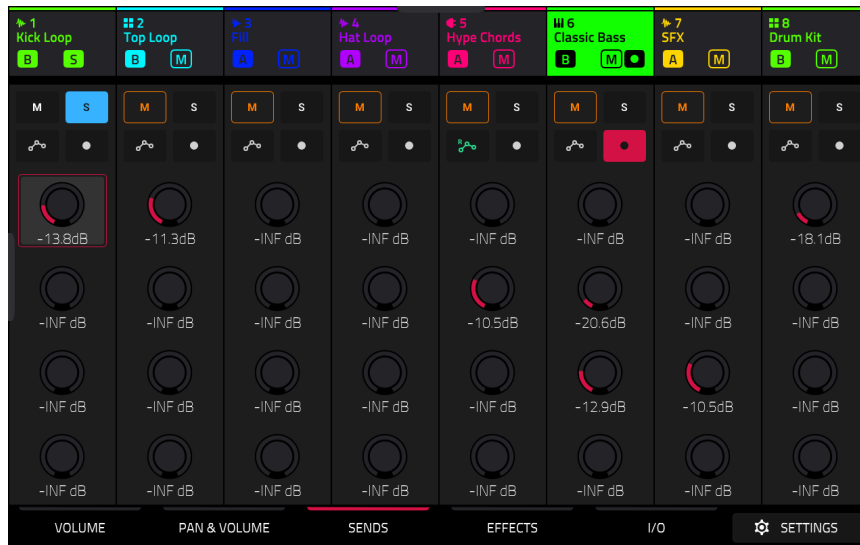 1 2 3 4 5 6 7 8
Kick Loop Top Loop Fill Hat Loop Hype Chords Classic Bass SFX Drum Kit
B S B M A M A M A M B M A M B M
M S M S M S M S M S M S M S M S
R
-13.8dB -11.3dB -INF dB -INF dB -INF dB -INF dB -INF dB -18.1dB
-INF dB -INF dB -INF dB -INF dB -10.5dB -20.6dB -INF dB -INF dB
-INF dB -INF dB -INF dB -INF dB -INF dB -12.9dB -10.5dB -INF dB
-INF dB -INF dB -INF dB -INF dB -INF dB -INF dB -INF dB -INF dB
VOLUME PAN & VOLUME SENDS EFFECTS I/O SETTINGS